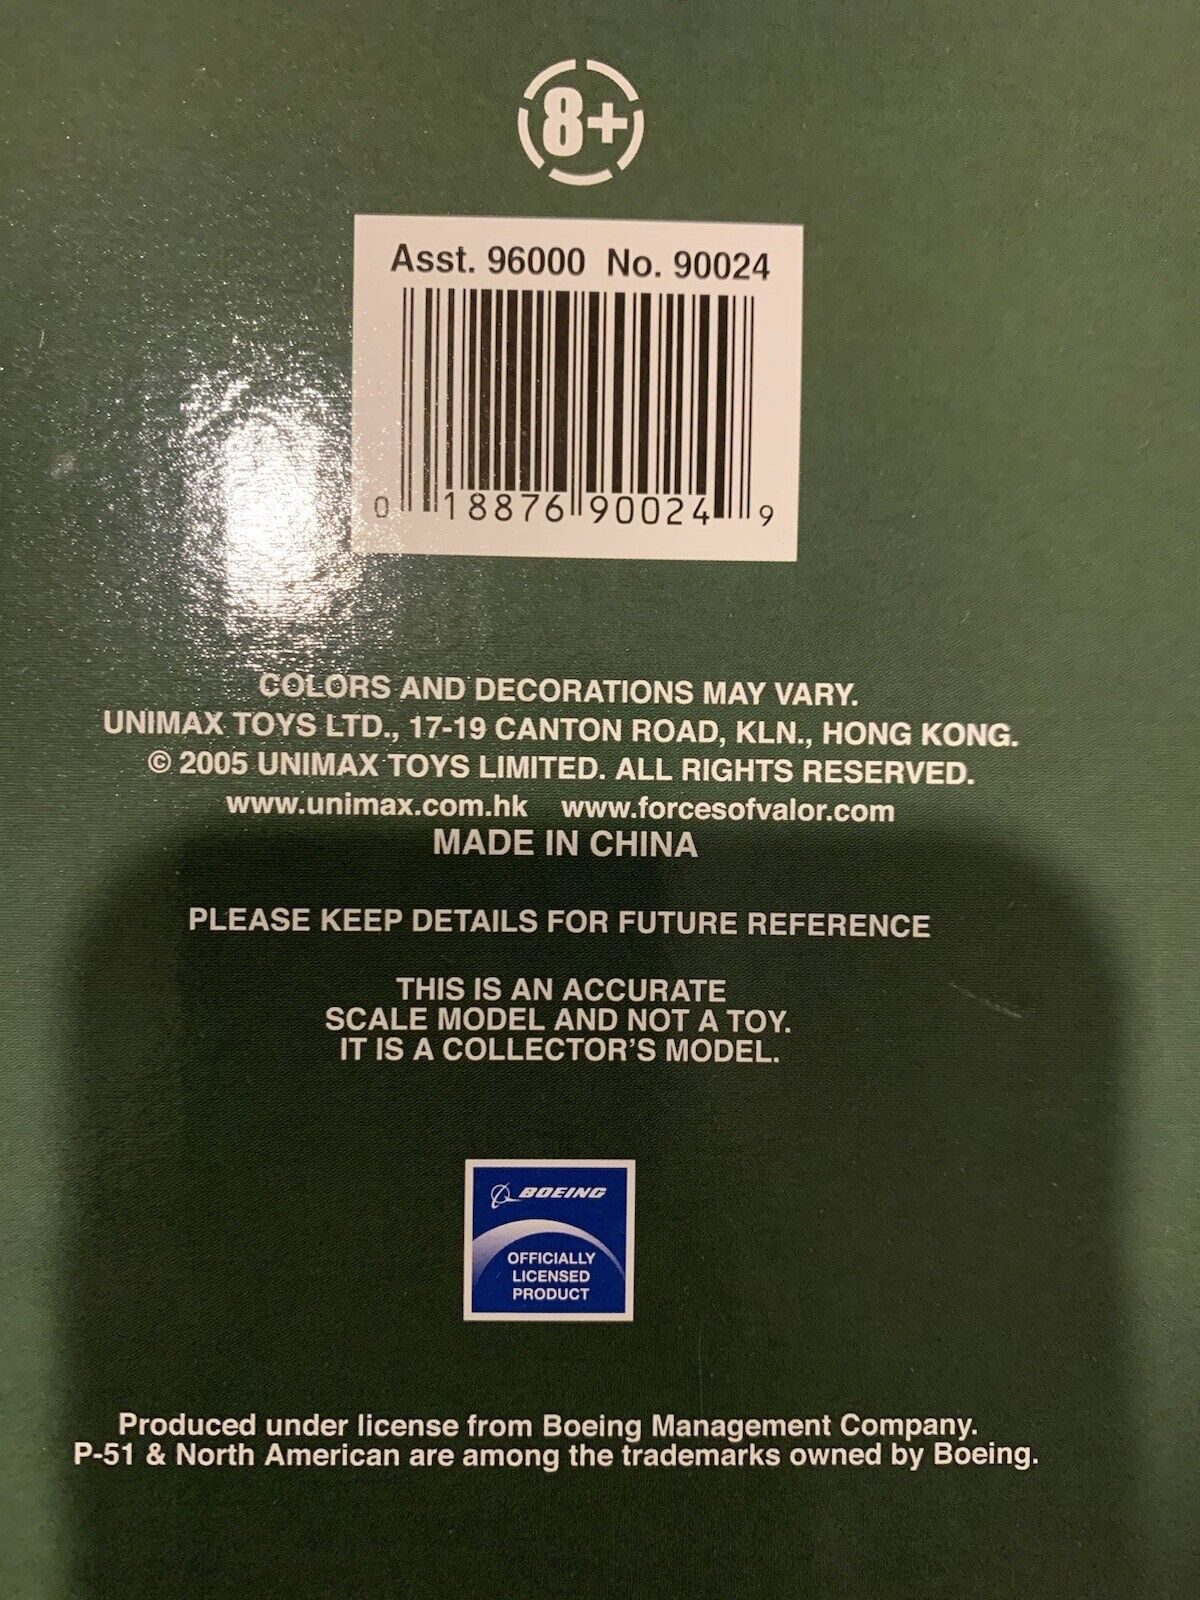 8+
Asst. 96000 No. 90024
0 18876 90024 9
COLORS AND DECORATIONS MAY VARY.
UNIMAX TOYS LTD., 17-19 CANTON ROAD, KLN., HONG KONG.
© 2005 UNIMAX TOYS LIMITED. ALL RIGHTS RESERVED.
www.unimax.com.hk www.forcesofvalor.com
MADE IN CHINA
PLEASE KEEP DETAILS FOR FUTURE REFERENCE
THIS IS AN ACCURATE
SCALE MODEL AND NOT A TOY.
IT IS A COLLECTOR'S MODEL.
BOEING
OFFICIALLY
LICENSED
PRODUCT
Produced under license from Boeing Management Company.
P-51 & North American are among the trademarks owned by Boeing.